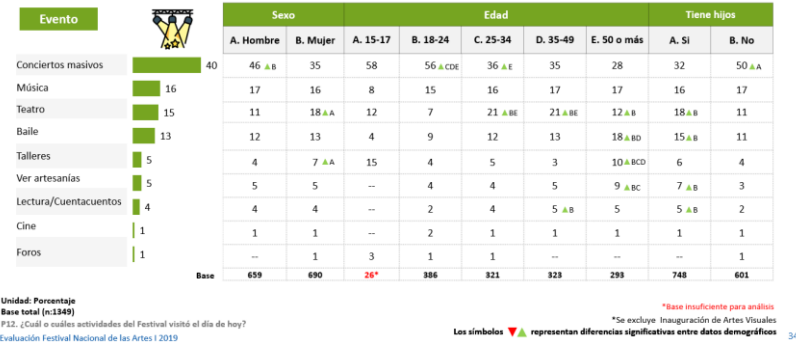 Evento
Sexo Edad Tiene hijos
A. Hombre B. Mujer A. 15-17 B. 18-24 C. 25-34 D. 35-49 E. 50 o más A. Si B. No
Conciertos masivos 40 46 ▲B 35 58 56 ▲CDE 36 ▲E 35 28 32 50 ▲A
Música 16 17 16 8 15 16 17 17 16 17
Teatro 15 11 18 ▲A 12 7 21 ▲BE 21 ▲BE 12 ▲B 18 ▲B 11
Baile 13 12 13 4 9 12 13 18 ▲BD 15 ▲B 11
Talleres 5 4 7 ▲A 15 4 5 3 10 ▲BCD 6 4
Ver artesanías 5 5 5 -- 4 4 5 9 ▲BC 7 ▲B 3
Lectura/Cuentacuentos 4 4 4 -- 2 4 5 ▲B 5 5 ▲B 2
Cine 1 1 1 -- 2 1 1 1 1 1
Foros 1 -- 1 3 1 1 -- -- -- 1
Base 659 690 26* 386 321 323 293 748 601
Unidad: Porcentaje
Base total (n:1349)
P12. ¿Cuál o cuáles actividades del Festival visitó el día de hoy?
Evaluación Festival Nacional de las Artes I 2019
*Base insuficiente para análisis
*Se excluye Inauguración de Artes Visuales
Los símbolos ▼▲ representan diferencias significativas entre datos demográficos
34